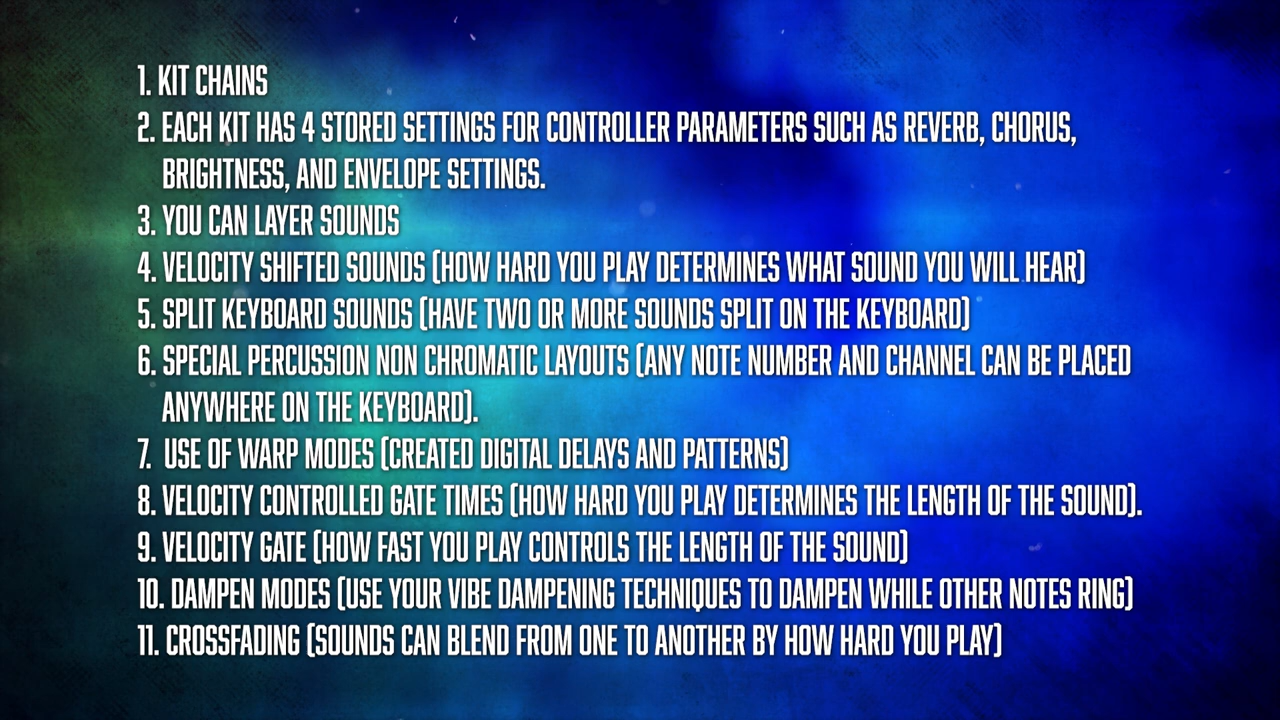 1. KIT CHAINS
2. EACH KIT HAS 4 STORED SETTINGS FOR CONTROLLER PARAMETERS SUCH AS REVERB, CHORUS,
BRIGHTNESS, AND ENVELOPE SETTINGS.
3. YOU CAN LAYER SOUNDS
4. VELOCITY SHIFTED SOUNDS (HOW HARD YOU PLAY DETERMINES WHAT SOUND YOU WILL HEAR)
5. SPLIT KEYBOARD SOUNDS (HAVE TWO OR MORE SOUNDS SPLIT ON THE KEYBOARD)
6. SPECIAL PERCUSSION NON CHROMATIC LAYOUTS (ANY NOTE NUMBER AND CHANNEL CAN BE PLACED
ANYWHERE ON THE KEYBOARD).
7. USE OF WARP MODES (CREATED DIGITAL DELAYS AND PATTERNS)
8. VELOCITY CONTROLLED GATE TIMES (HOW HARD YOU PLAY DETERMINES THE LENGTH OF THE SOUND).
9. VELOCITY GATE (HOW FAST YOU PLAY CONTROLS THE LENGTH OF THE SOUND)
10. DAMPEN MODES (USE YOUR VIBE DAMPENING TECHNIQUES TO DAMPEN WHILE OTHER NOTES RING)
11. CROSSFADING (SOUNDS CAN BLEND FROM ONE TO ANOTHER BY HOW HARD YOU PLAY)